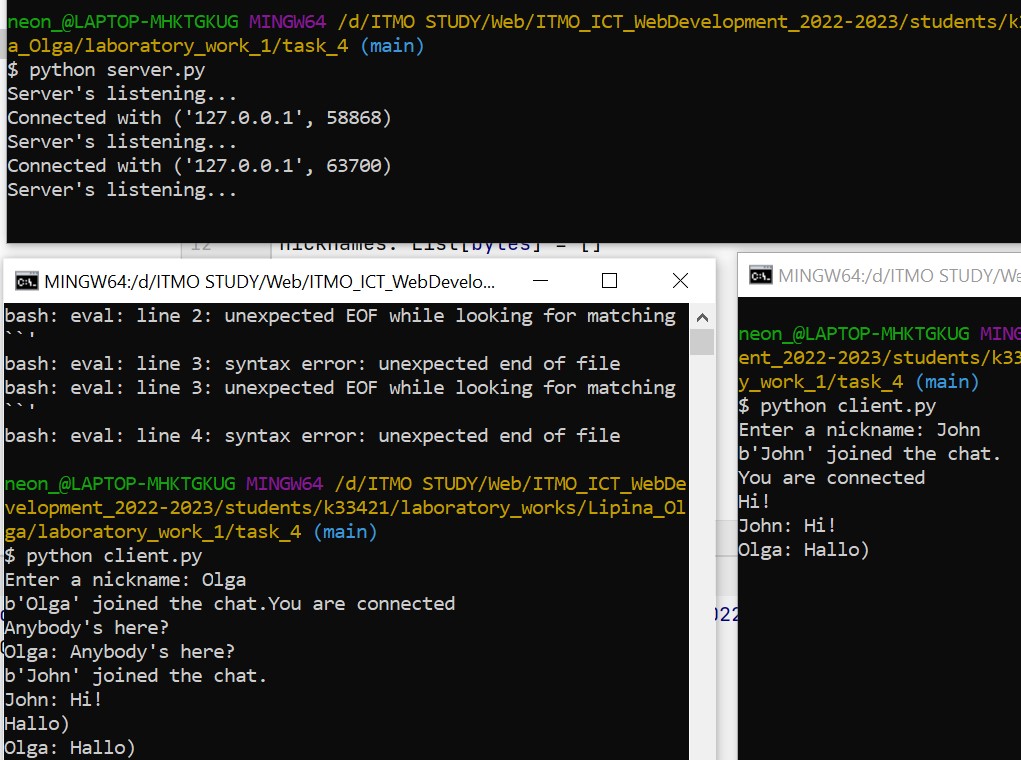 neon_@LAPTOP-MHKTGKUG MINGW64 /d/ITMO STUDY/Web/ITMO_ICT_WebDevelopment_2022-2023/students/k
a_Olga/laboratory_work_1/task_4 (main)
$ python server.py
Server's listening...
Connected with ('127.0.0.1', 58868)
Server's listening...
Connected with ('127.0.0.1', 63700)
Server's listening...
12 nicknames: List[bytes] = []
MINGW64:/d/ITMO STUDY/Web/ITMO_ICT_WebDevelo...
bash: eval: line 2: unexpected EOF while looking for matching
``'
bash: eval: line 3: syntax error: unexpected end of file
bash: eval: line 3: unexpected EOF while looking for matching
``'
bash: eval: line 4: syntax error: unexpected end of file
neon_@LAPTOP-MHKTGKUG MINGW64 /d/ITMO STUDY/Web/ITMO_ICT_WebDe
velopment_2022-2023/students/k33421/laboratory_works/Lipina_Ol
ga/laboratory_work_1/task_4 (main)
$ python client.py
Enter a nickname: Olga
b'Olga' joined the chat.You are connected
Anybody's here?
Olga: Anybody's here?
b'John' joined the chat.
John: Hi!
Hallo)
Olga: Hallo)
022
MINGW64:/d/ITMO STUDY/We
neon_@LAPTOP-MHKTGKUG MING
ent_2022-2023/students/k33
y_work_1/task_4 (main)
$ python client.py
Enter a nickname: John
b'John' joined the chat.
You are connected
Hi!
John: Hi!
Olga: Hallo)